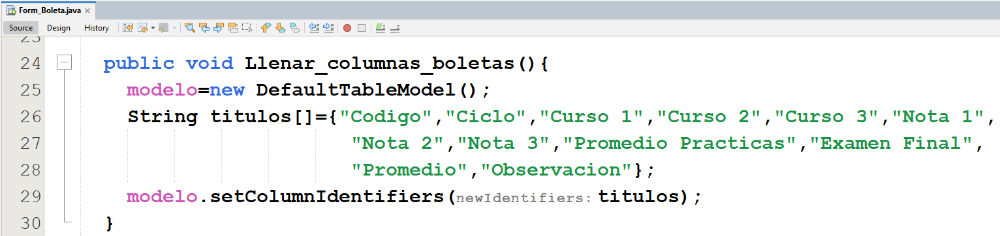 Form_Boleta.java
Source Design History
23
24 public void Llenar_columnas_boletas(){
25 modelo=new DefaultTableModel();
26 String titulos[]={"Codigo","Ciclo","Curso 1","Curso 2","Curso 3","Nota 1",
27 "Nota 2","Nota 3","Promedio Practicas","Examen Final",
28 "Promedio","Observacion"};
29 modelo.setColumnIdentifiers(newIdentifiers: titulos);
30 }